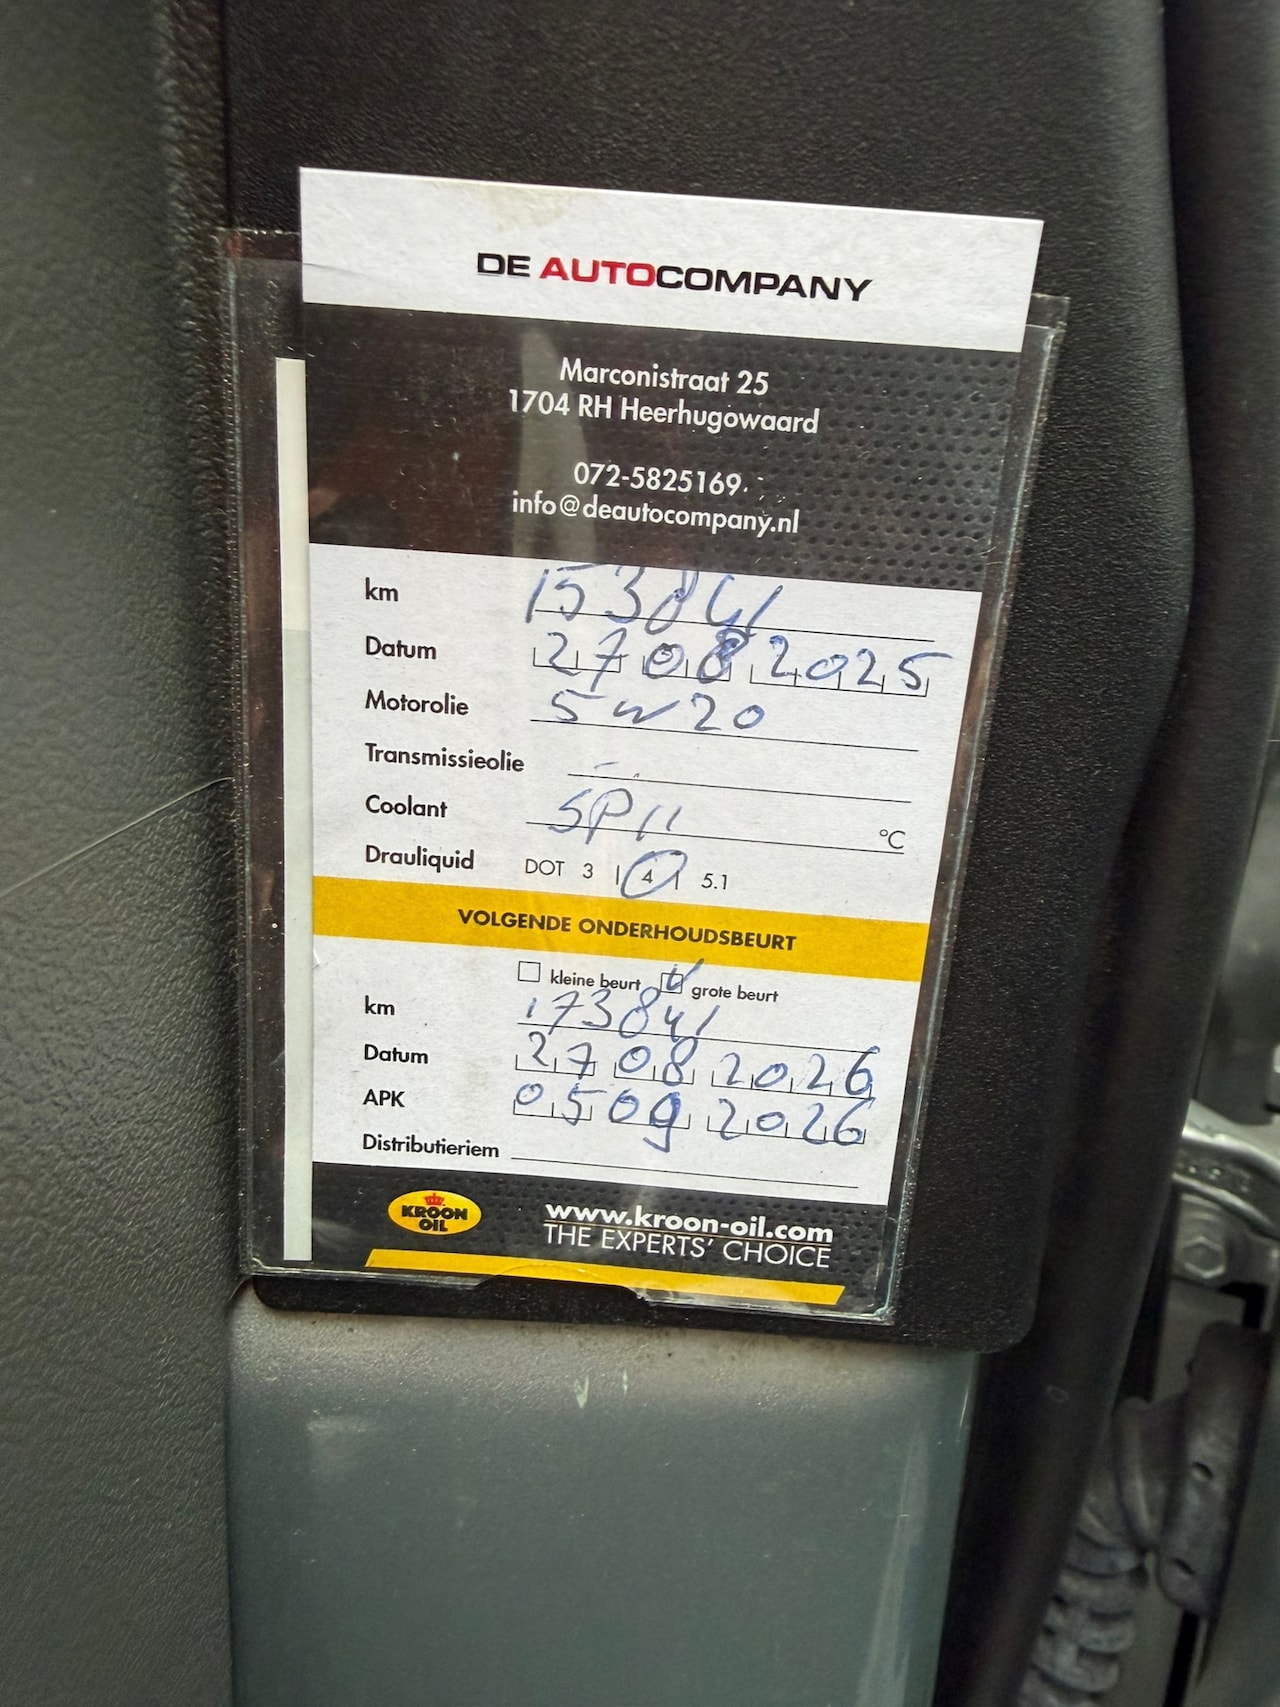 DE AUTOCOMPANY
Marconistraat 25
1704 RH Heerhugowaard
072-5825169
info@deautocompany.nl
km 153841
Datum 27 08 2025
Motorolie 5w20
Transmissieolie -
Coolant SP11 °C
Drauliquid DOT 3 | 4 | 5.1
VOLGENDE ONDERHOUDSBEURT
kleine beurt grote beurt
km 173841
Datum 27 08 2026
APK 05 09 2026
Distributieriem
KROON OIL www.kroon-oil.com
THE EXPERTS' CHOICE